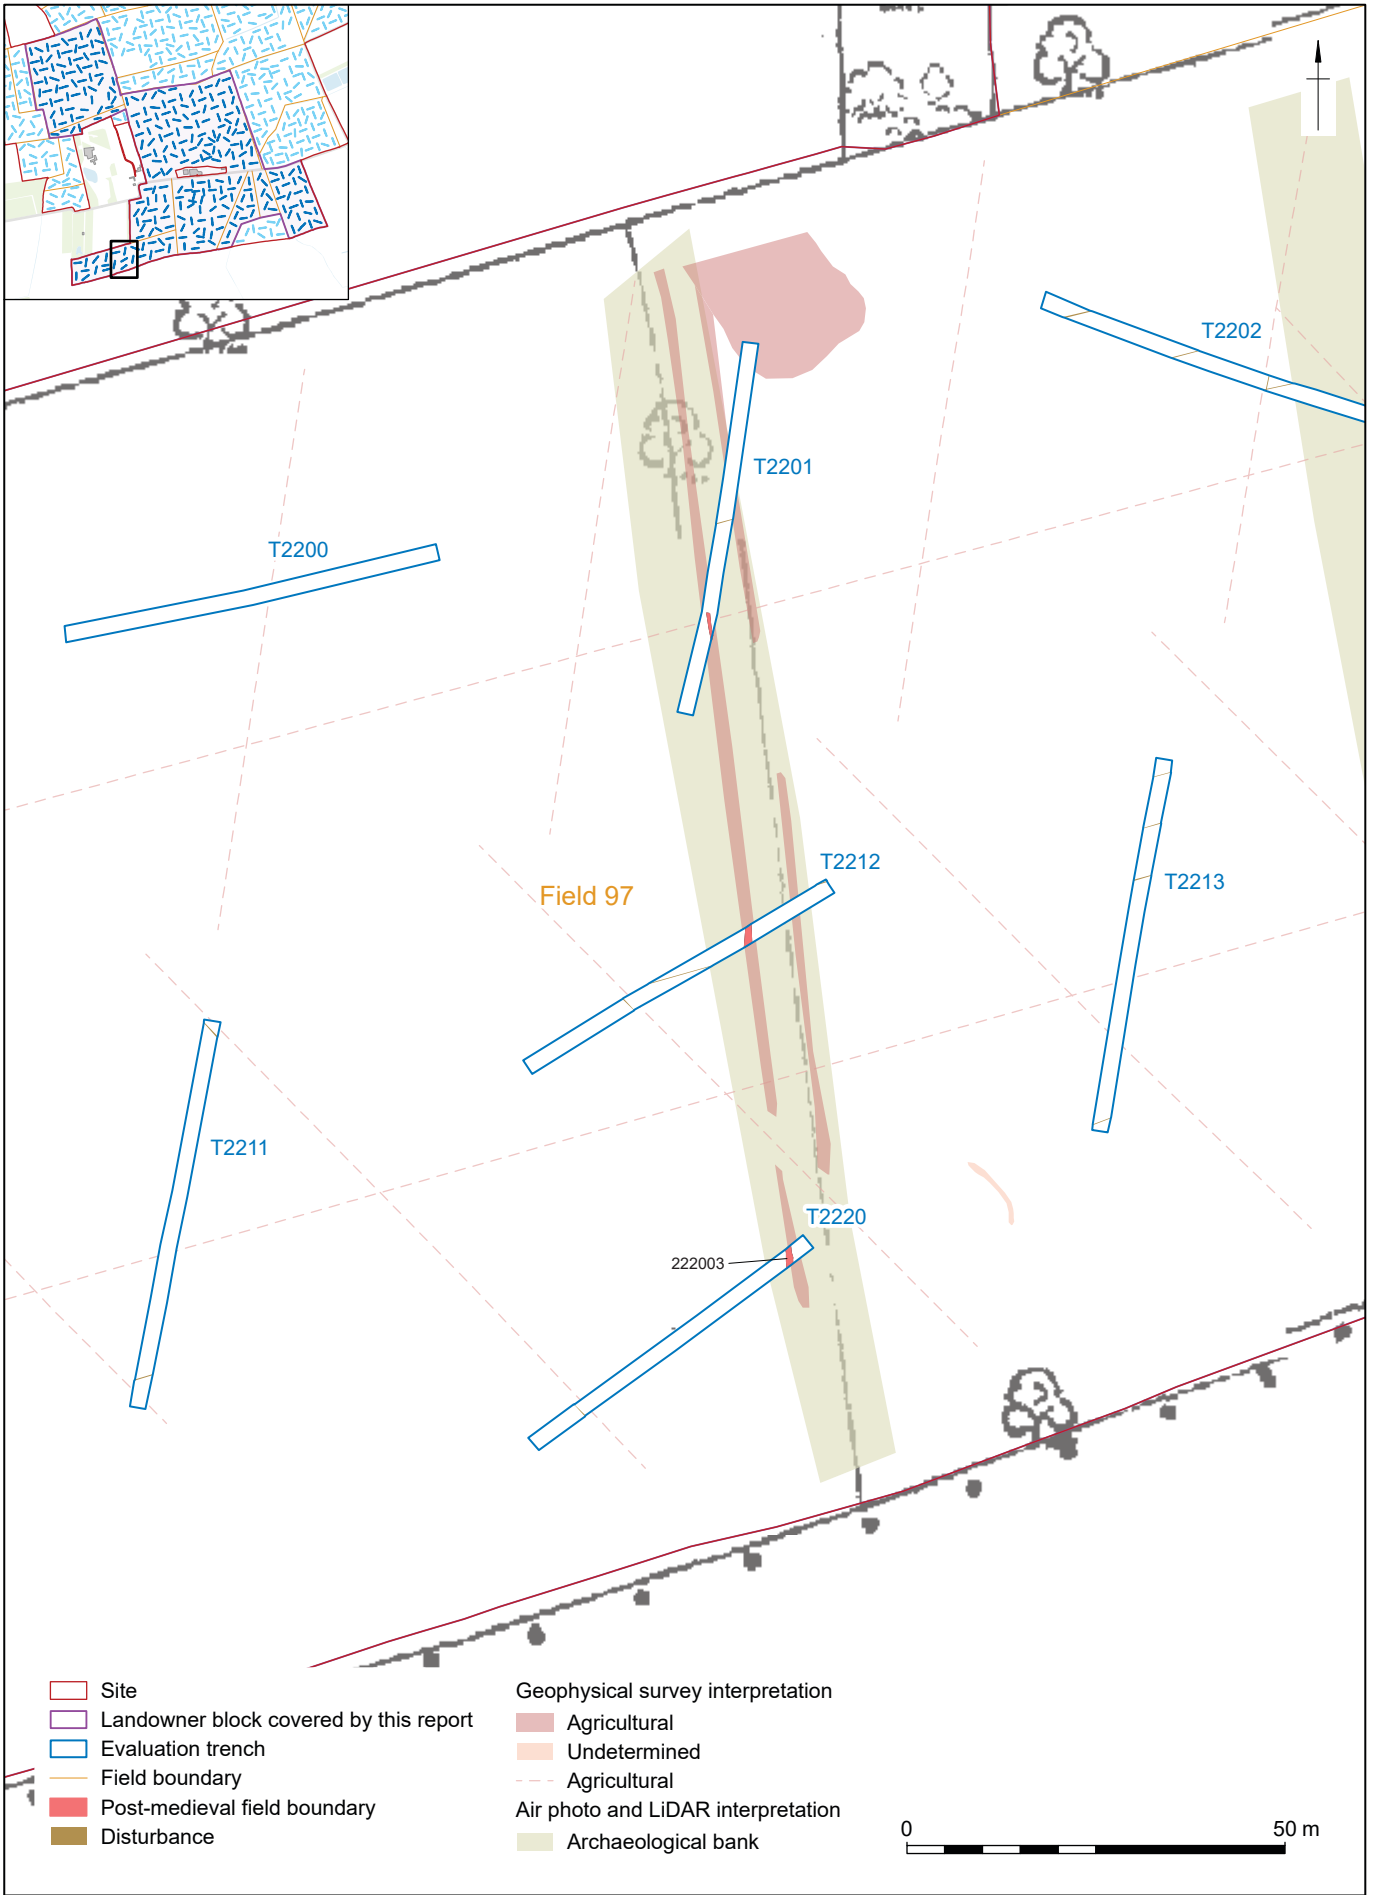 T2202
T2201
T2200
T2212
Field 97
T2213
T2211
T2220
222003
Site
Landowner block covered by this report
Evaluation trench
Field boundary
Post-medieval field boundary
Disturbance
Geophysical survey interpretation
Agricultural
Undetermined
Agricultural
Air photo and LiDAR interpretation
Archaeological bank
0 50 m